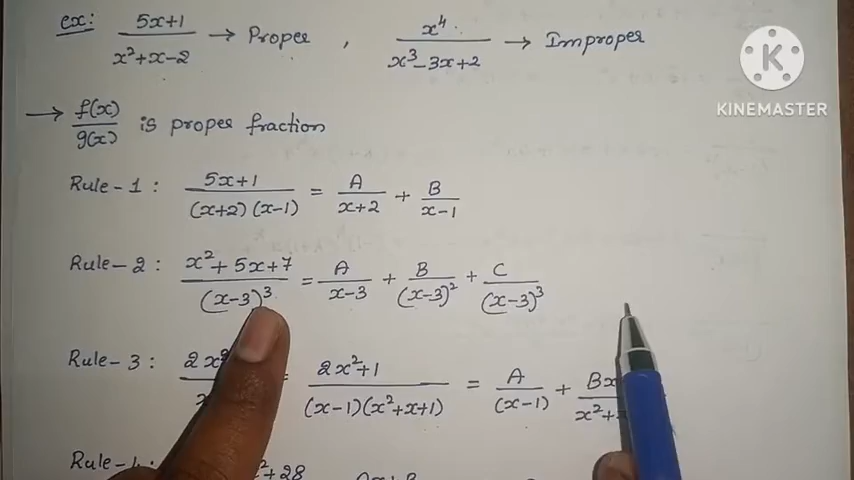 ex: (5x+1)/(x²+x-2) → Proper , x⁴/(x³-3x+2) → Improper
KINEMASTER
→ f(x)/g(x) is proper fraction
Rule-1 : (5x+1)/((x+2)(x-1)) = A/(x+2) + B/(x-1)
Rule-2 : (x²+5x+7)/(x-3)³ = A/(x-3) + B/(x-3)² + C/(x-3)³
Rule-3 : = (2x²+1)/((x-1)(x²+x+1)) = A/(x-1) +